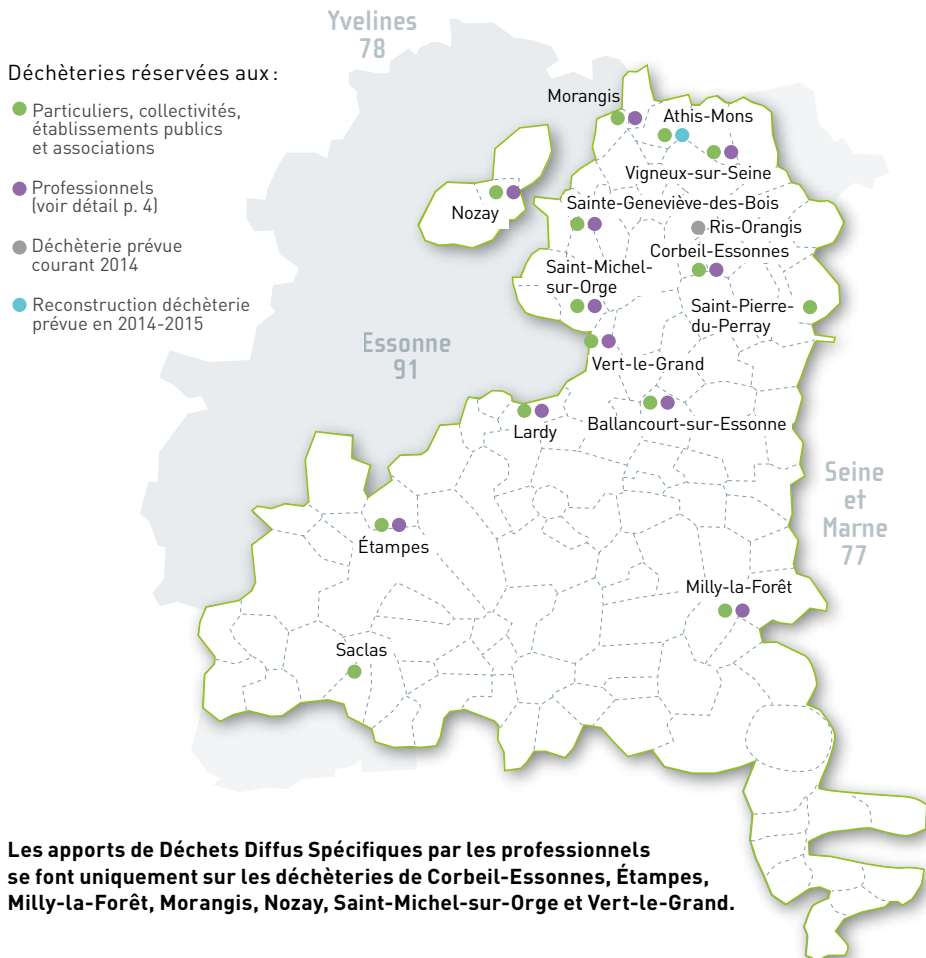 Yvelines
78
Déchèteries réservées aux :
Particuliers, collectivités,
établissements publics
et associations
Professionnels
(voir détail p. 4)
Déchèterie prévue
courant 2014
Reconstruction déchèterie
prévue en 2014-2015
Morangis
Athis-Mons
Vigneux-sur-Seine
Nozay
Sainte-Geneviève-des-Bois
Ris-Orangis
Corbeil-Essonnes
Saint-Michel-
sur-Orge
Saint-Pierre-
du-Perray
Essonne
91
Vert-le-Grand
Lardy
Ballancourt-sur-Essonne
Seine
et
Marne
77
Étampes
Milly-la-Forêt
Saclas
Les apports de Déchets Diffus Spécifiques par les professionnels
se font uniquement sur les déchèteries de Corbeil-Essonnes, Étampes,
Milly-la-Forêt, Morangis, Nozay, Saint-Michel-sur-Orge et Vert-le-Grand.